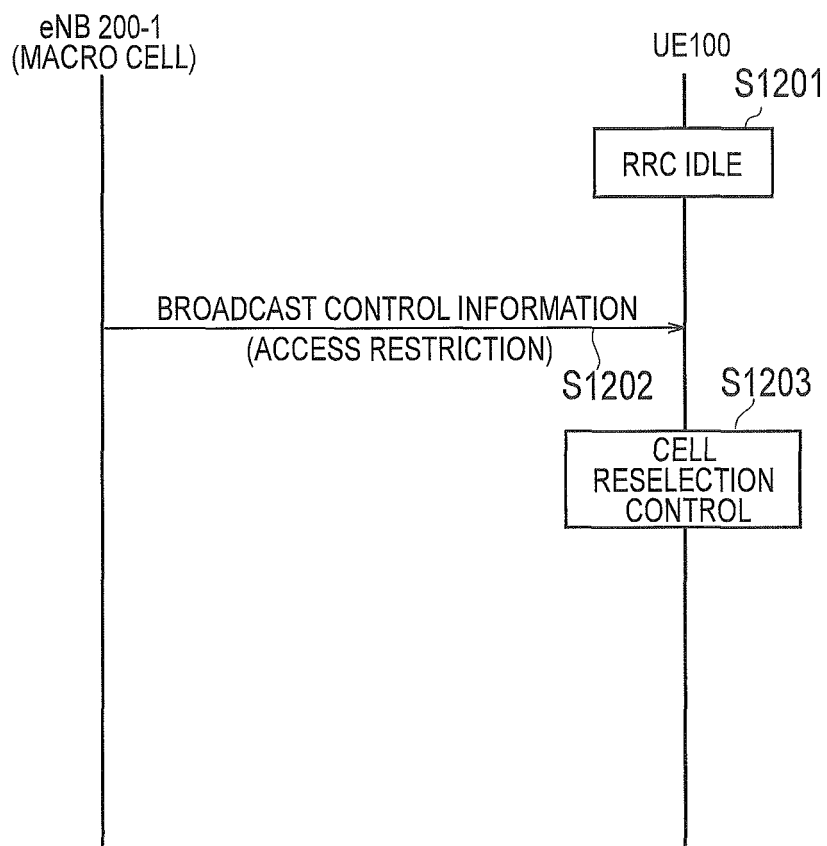 eNB 200-1
(MACRO CELL)
UE100
S1201
RRC IDLE
BROADCAST CONTROL INFORMATION
(ACCESS RESTRICTION)
S1202
S1203
CELL
RESELECTION
CONTROL